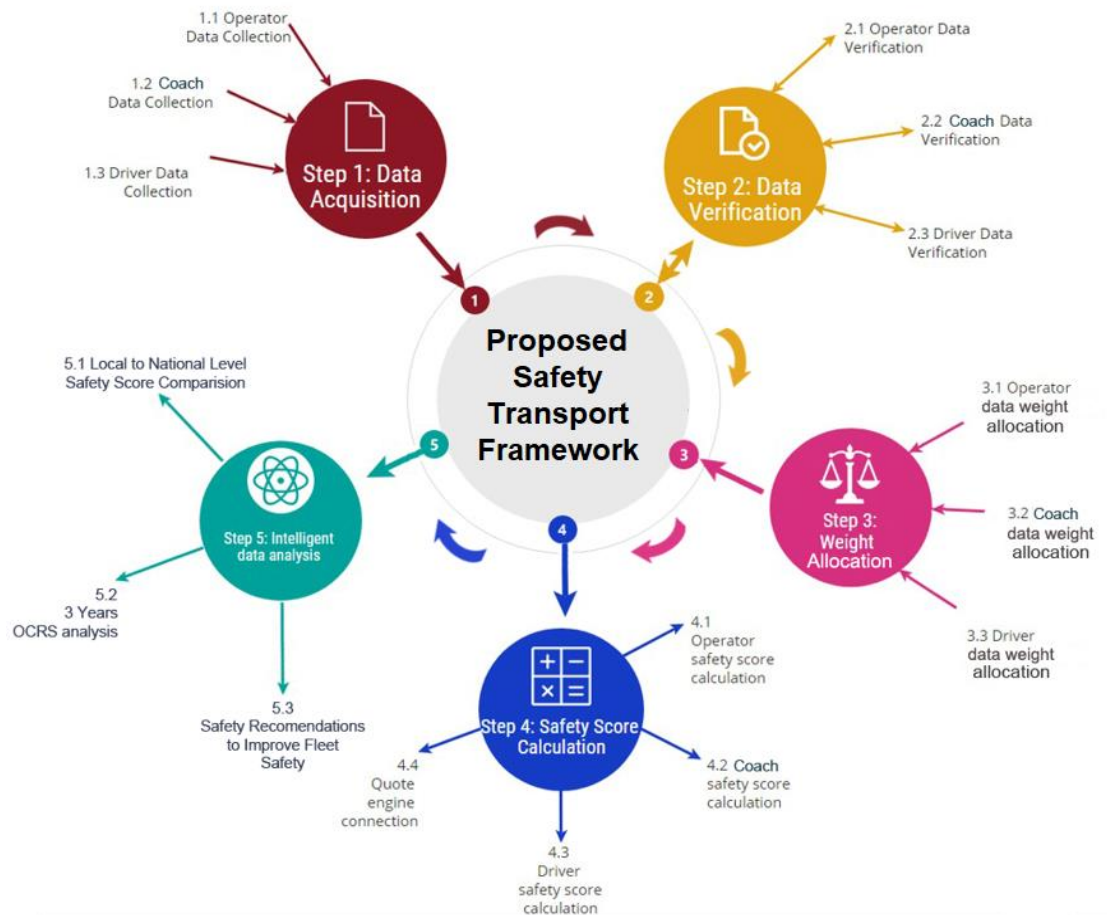 1.1 Operator
Data Collection
1.2 Coach
Data Collection
1.3 Driver Data
Collection
Step 1: Data
Acquisition
2.1 Operator Data
Verification
2.2 Coach Data
Verification
2.3 Driver Data
Verification
Step 2: Data
Verification
1
2
3
4
5
Proposed
Safety
Transport
Framework
3.1 Operator
data weight
allocation
3.2 Coach
data weight
allocation
3.3 Driver
data weight
allocation
Step 3:
Weight
Allocation
4.1
Operator
safety score
calculation
4.2 Coach
safety score
calculation
4.3
Driver
safety score
calculation
4.4
Quote
engine
connection
Step 4: Safety Score
Calculation
5.1 Local to National Level
Safety Score Comparision
5.2
3 Years
OCRS analysis
5.3
Safety Recomendations
to Improve Fleet
Safety
Step 5: Intelligent
data analysis